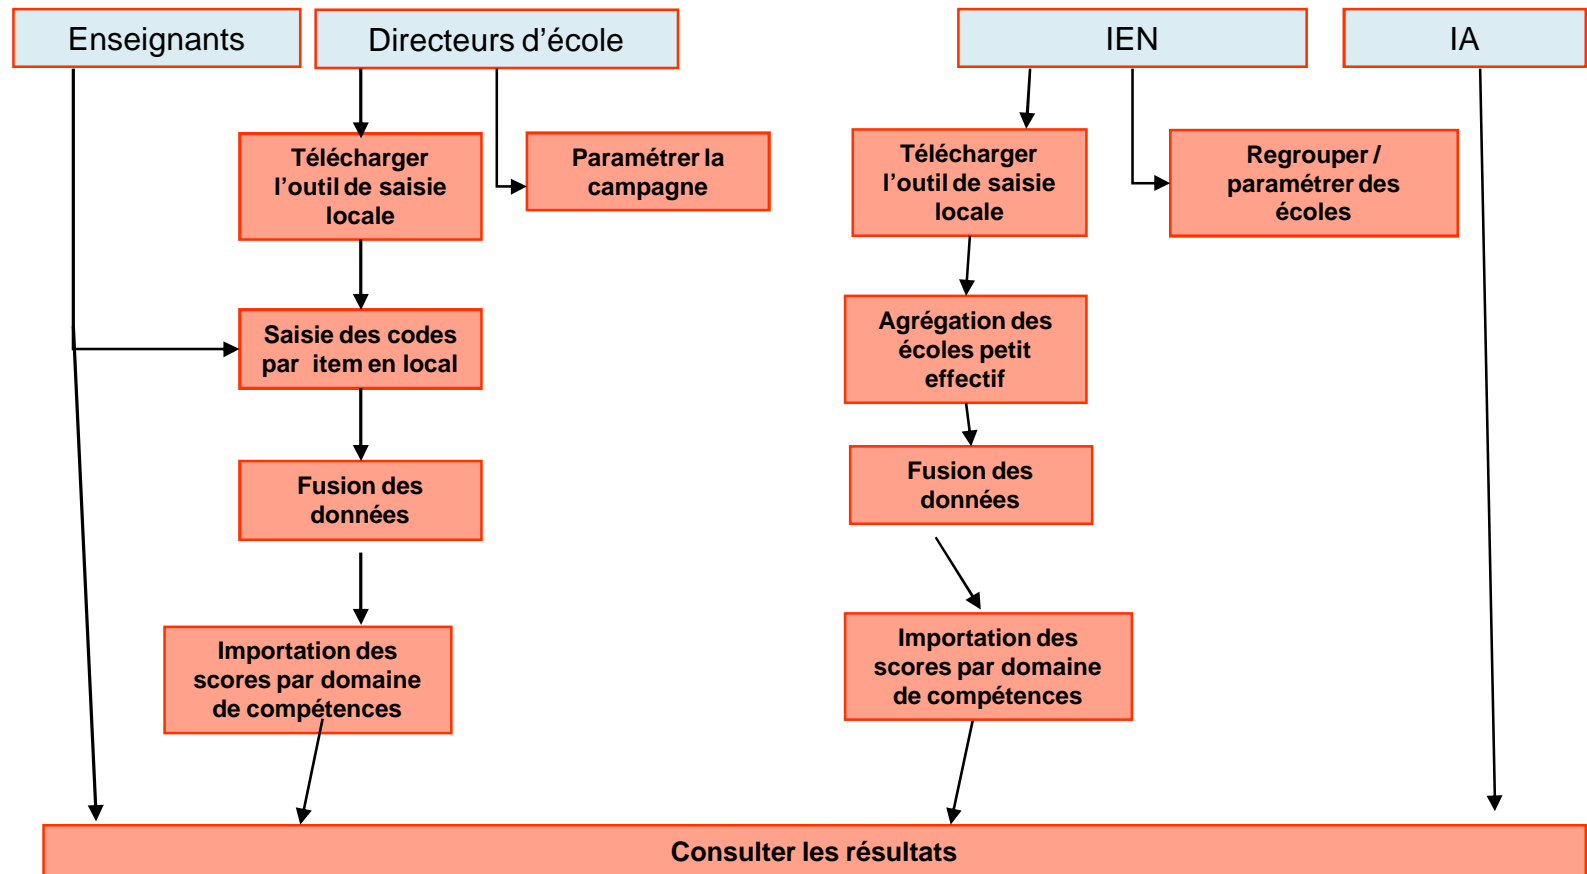 Enseignants
Directeurs d’école
IEN
IA
Télécharger
l’outil de saisie
locale
Paramétrer la
campagne
Télécharger
l’outil de saisie
locale
Regrouper /
paramétrer des
écoles
Saisie des codes
par item en local
Agrégation des
écoles petit
effectif
Fusion des
données
Fusion des
données
Importation des
scores par domaine
de compétences
Importation des
scores par domaine
de compétences
Consulter les résultats